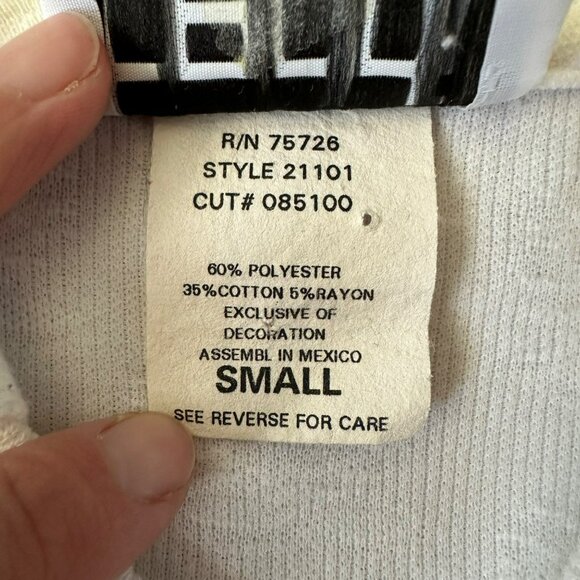 R/N 75726
STYLE 21101
CUT# 085100
60% POLYESTER
35%COTTON 5%RAYON
EXCLUSIVE OF
DECORATION
ASSEMBL IN MEXICO
SMALL
SEE REVERSE FOR CARE